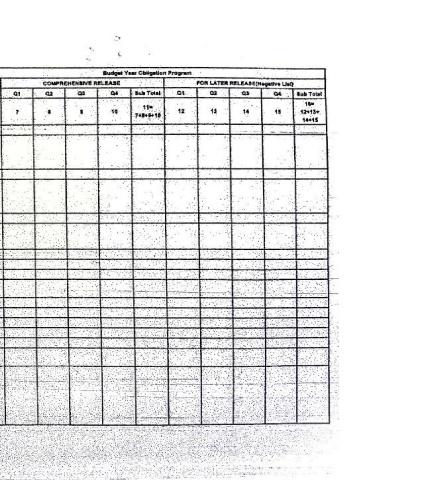 Budget Year Obligation Program
COMPREHENSIVE RELEASE FOR LATER RELEASE(Negative List)
Q1 Q2 Q3 Q4 Sub Total Q1 Q2 Q3 Q4 Sub Total
7 8 9 10 11= 7+8+9+10 12 13 14 15 16= 12+13+ 14+15